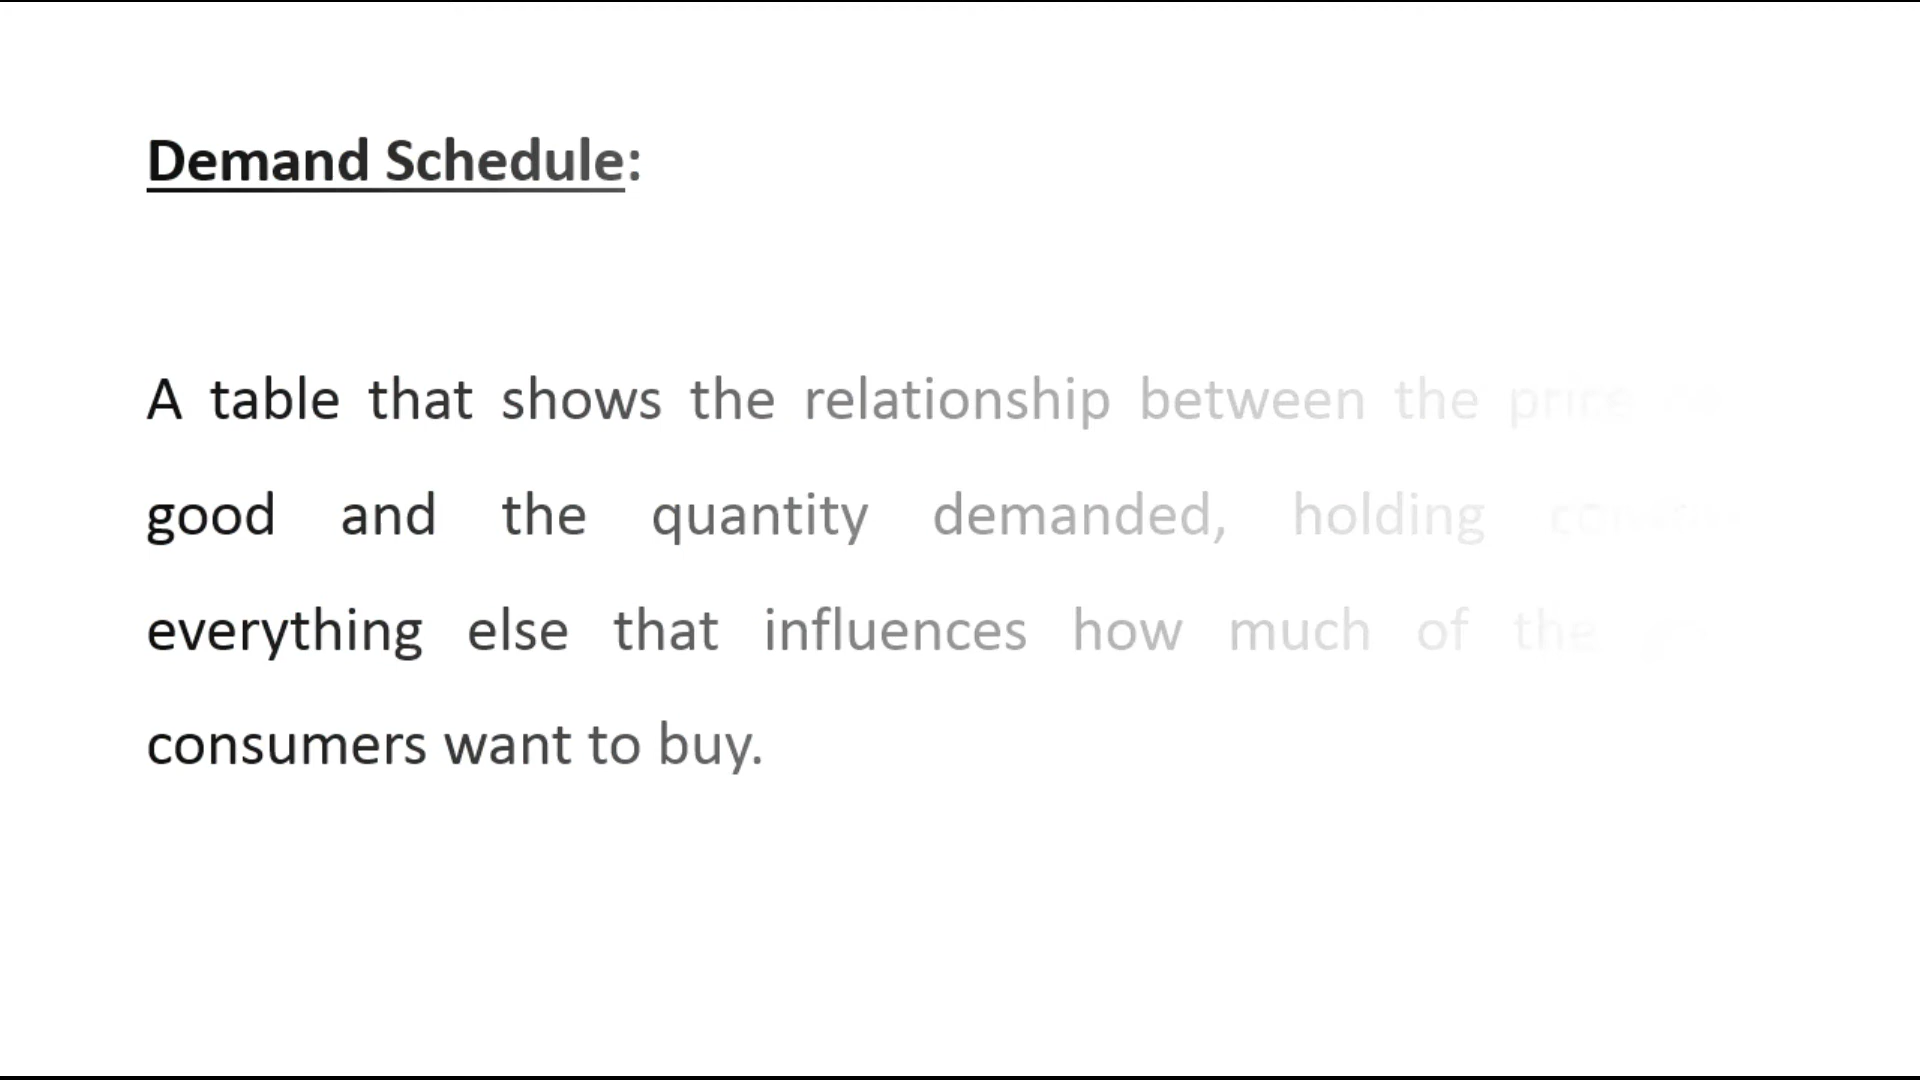 Demand Schedule:
A table that shows the relationship between the price
good and the quantity demanded, holding
everything else that influences how much of the
consumers want to buy.